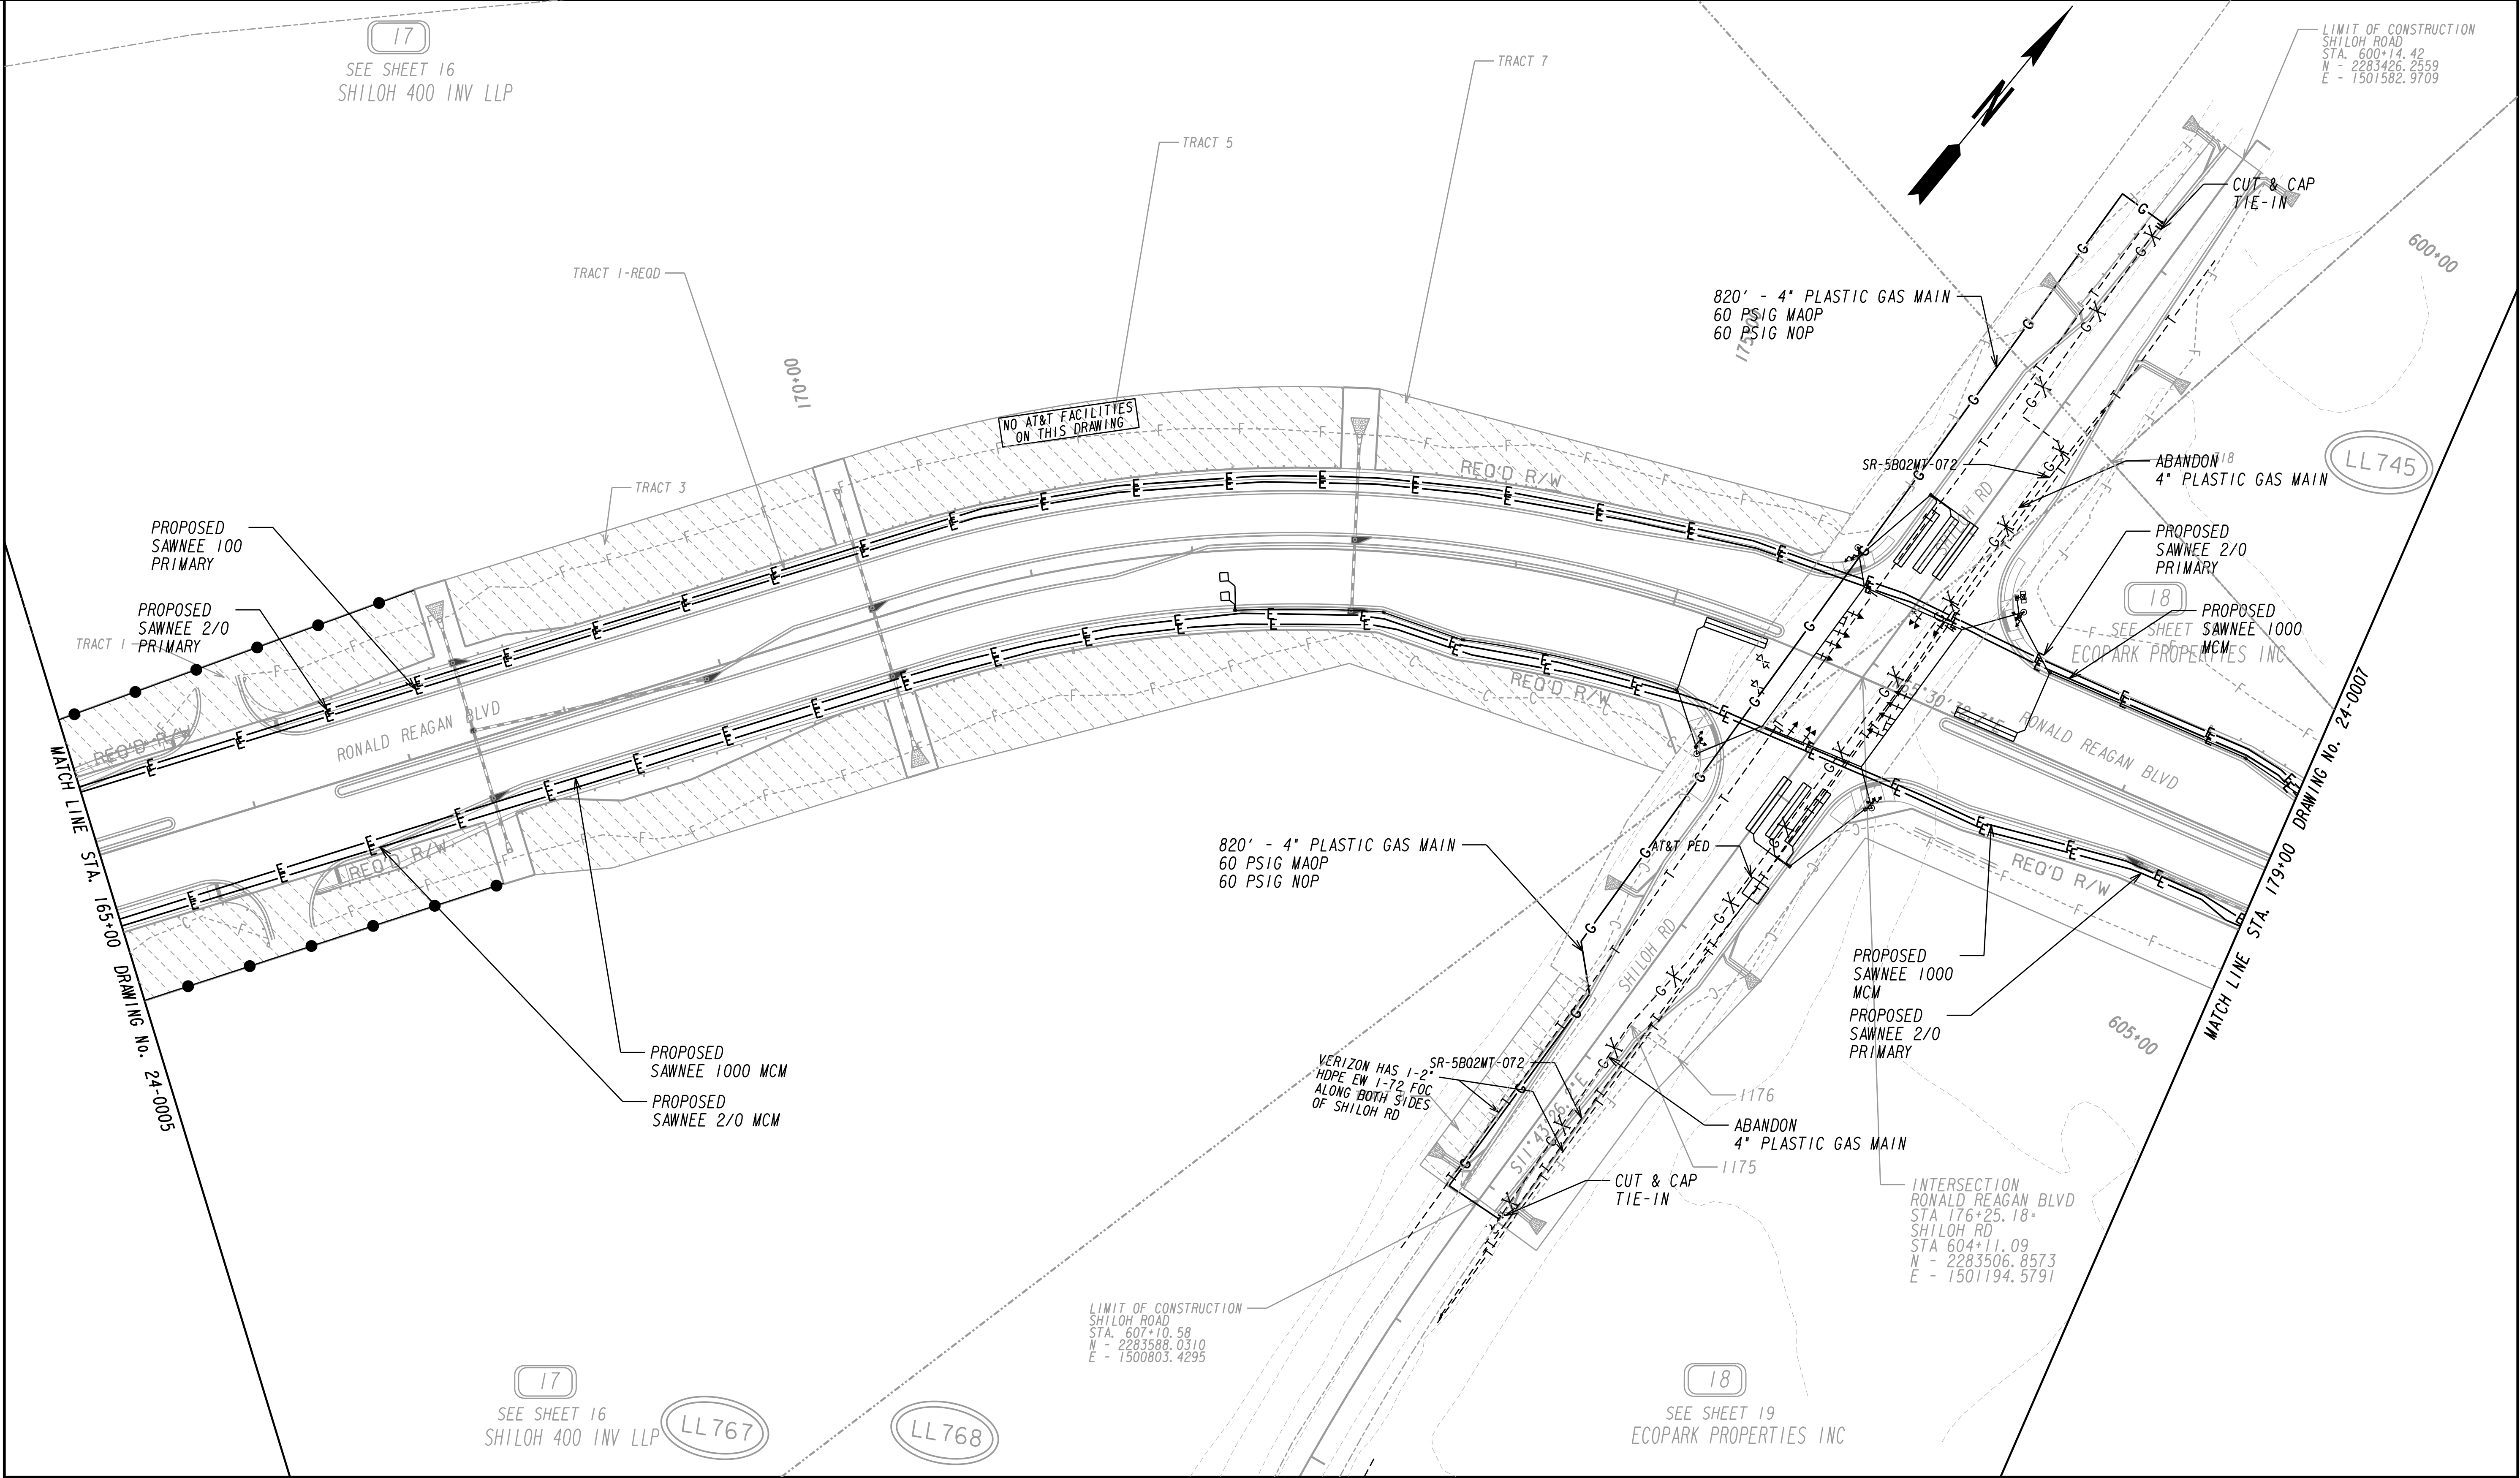 17
SEE SHEET 16
SHILOH 400 INV LLP
TRACT 7
TRACT 5
TRACT 1-REQD
TRACT 3
TRACT 1
170+00
N
LIMIT OF CONSTRUCTION
SHILOH ROAD
STA. 600+14.42
N - 2283426.2559
E - 1501582.9709
CUT & CAP
TIE-IN
600+00
820' - 4" PLASTIC GAS MAIN
60 PSIG MAOP
60 PSIG NOP
NO AT&T FACILITIES
ON THIS DRAWING
REQ'D R/W
SR-5BQ2MT-072
ABANDON
4" PLASTIC GAS MAIN
LL745
PROPOSED
SAWNEE 100
PRIMARY
PROPOSED
SAWNEE 2/0
PRIMARY
PROPOSED
SAWNEE 2/0
PRIMARY
18
SEE SHEET
ECOPARK PROPERTIES INC
PROPOSED
SAWNEE 1000
MCM
REQ'D R/W
RONALD REAGAN BLVD
REQ'D R/W
RONALD REAGAN BLVD
REQ'D R/W
REQ'D R/W
MATCH LINE STA. 165+00 DRAWING No. 24-0005
MATCH LINE STA. 179+00 DRAWING No. 24-0007
820' - 4" PLASTIC GAS MAIN
60 PSIG MAOP
60 PSIG NOP
AT&T PED
SHILOH RD
PROPOSED
SAWNEE 1000
MCM
PROPOSED
SAWNEE 2/0
PRIMARY
605+00
PROPOSED
SAWNEE 1000 MCM
PROPOSED
SAWNEE 2/0 MCM
VERIZON HAS 1-2"
HDPE EW 1-72 FOC
ALONG BOTH SIDES
OF SHILOH RD
SR-5BQ2MT-072
1176
ABANDON
4" PLASTIC GAS MAIN
1175
CUT & CAP
TIE-IN
INTERSECTION
RONALD REAGAN BLVD
STA 176+25.18=
SHILOH RD
STA 604+11.09
N - 2283506.8573
E - 1501194.5791
LIMIT OF CONSTRUCTION
SHILOH ROAD
STA. 607+10.58
N - 2283588.0310
E - 1500803.4295
17
SEE SHEET 16
SHILOH 400 INV LLP
LL767
LL768
18
SEE SHEET 19
ECOPARK PROPERTIES INC